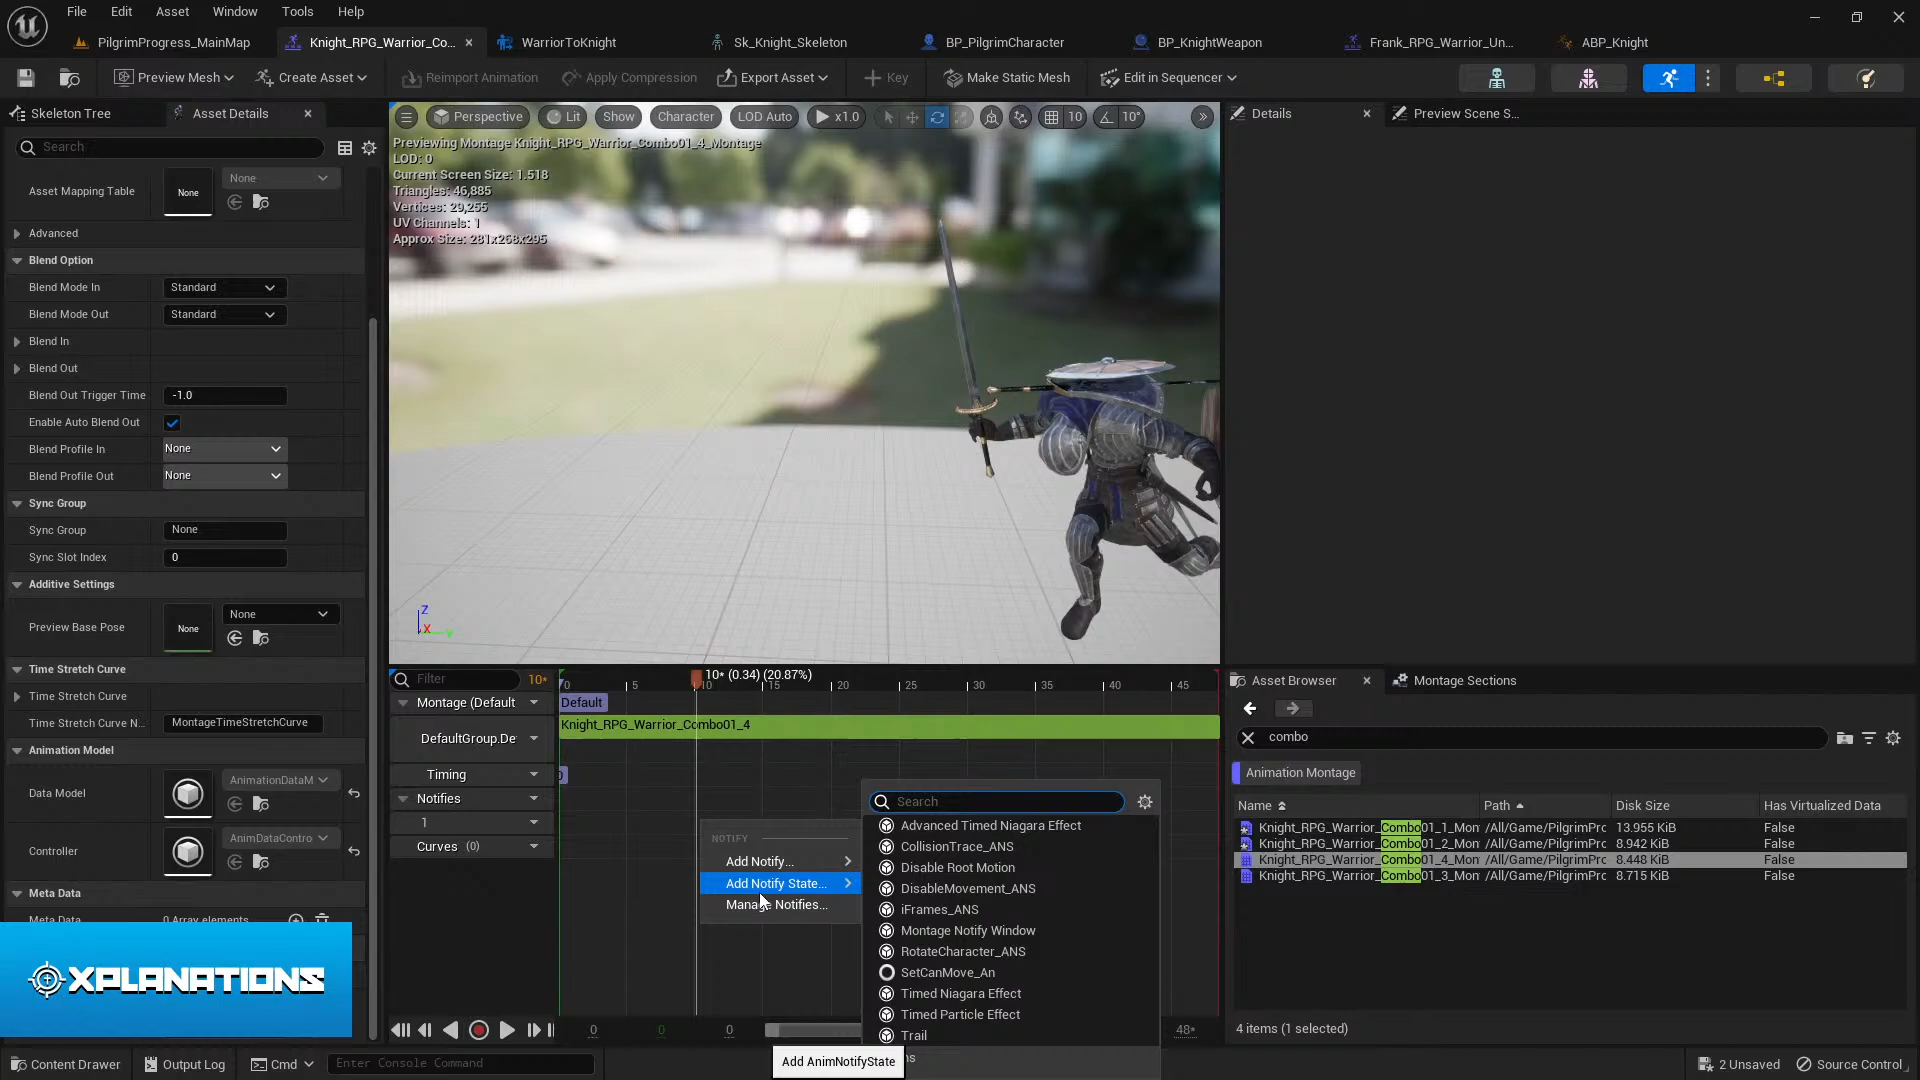 File Edit Asset Window Tools Help
PilgrimProgress_MainMap
Knight_RPG_Warrior_Co...
WarriorToKnight
Sk_Knight_Skeleton
BP_PilgrimCharacter
BP_KnightWeapon
Frank_RPG_Warrior_Un...
ABP_Knight
Preview Mesh
Create Asset
Reimport Animation
Apply Compression
Export Asset
Key
Make Static Mesh
Edit in Sequencer
Skeleton Tree
Asset Details
Search
Asset Mapping Table
None
None
Advanced
Blend Option
Blend Mode In Standard
Blend Mode Out Standard
Blend In
Blend Out
Blend Out Trigger Time -1.0
Enable Auto Blend Out
Blend Profile In None
Blend Profile Out None
Sync Group
Sync Group None
Sync Slot Index 0
Additive Settings
Preview Base Pose
None
None
Time Stretch Curve
Time Stretch Curve
Time Stretch Curve N... MontageTimeStretchCurve
Animation Model
Data Model AnimationDataM
Controller AnimDataContro
Meta Data
Meta Data 0 Array elements
XPLANATIONS
Perspective Lit Show Character LOD Auto x1.0 10 10°
Previewing Montage Knight_RPG_Warrior_Combo01_4_Montage
LOD: 0
Current Screen Size: 1.518
Triangles: 46,885
Vertices: 29,255
UV Channels: 1
Approx Size: 281x268x295
Z
X
Y
Filter 10*
10* (0.34) (20.87%)
0 5 10 15 20 25 30 35 40 45
Montage (Default
Default
Knight_RPG_Warrior_Combo01_4
DefaultGroup.De
Timing
Notifies
1
Curves (0)
NOTIFY
Add Notify...
Add Notify State...
Manage Notifies...
Search
Advanced Timed Niagara Effect
CollisionTrace_ANS
Disable Root Motion
DisableMovement_ANS
iFrames_ANS
Montage Notify Window
RotateCharacter_ANS
SetCanMove_An
Timed Niagara Effect
Timed Particle Effect
Trail
Add AnimNotifyState
0 0 0 48*
Details
Preview Scene S...
Asset Browser
Montage Sections
combo
Animation Montage
Name Path Disk Size Has Virtualized Data
Knight_RPG_Warrior_Combo01_1_Mon /All/Game/PilgrimPrc 13.955 KiB False
Knight_RPG_Warrior_Combo01_2_Mon /All/Game/PilgrimPrc 8.942 KiB False
Knight_RPG_Warrior_Combo01_4_Mon /All/Game/PilgrimPrc 8.448 KiB False
Knight_RPG_Warrior_Combo01_3_Mon /All/Game/PilgrimPrc 8.715 KiB False
4 items (1 selected)
Content Drawer
Output Log
Cmd
Enter Console Command
2 Unsaved
Source Control